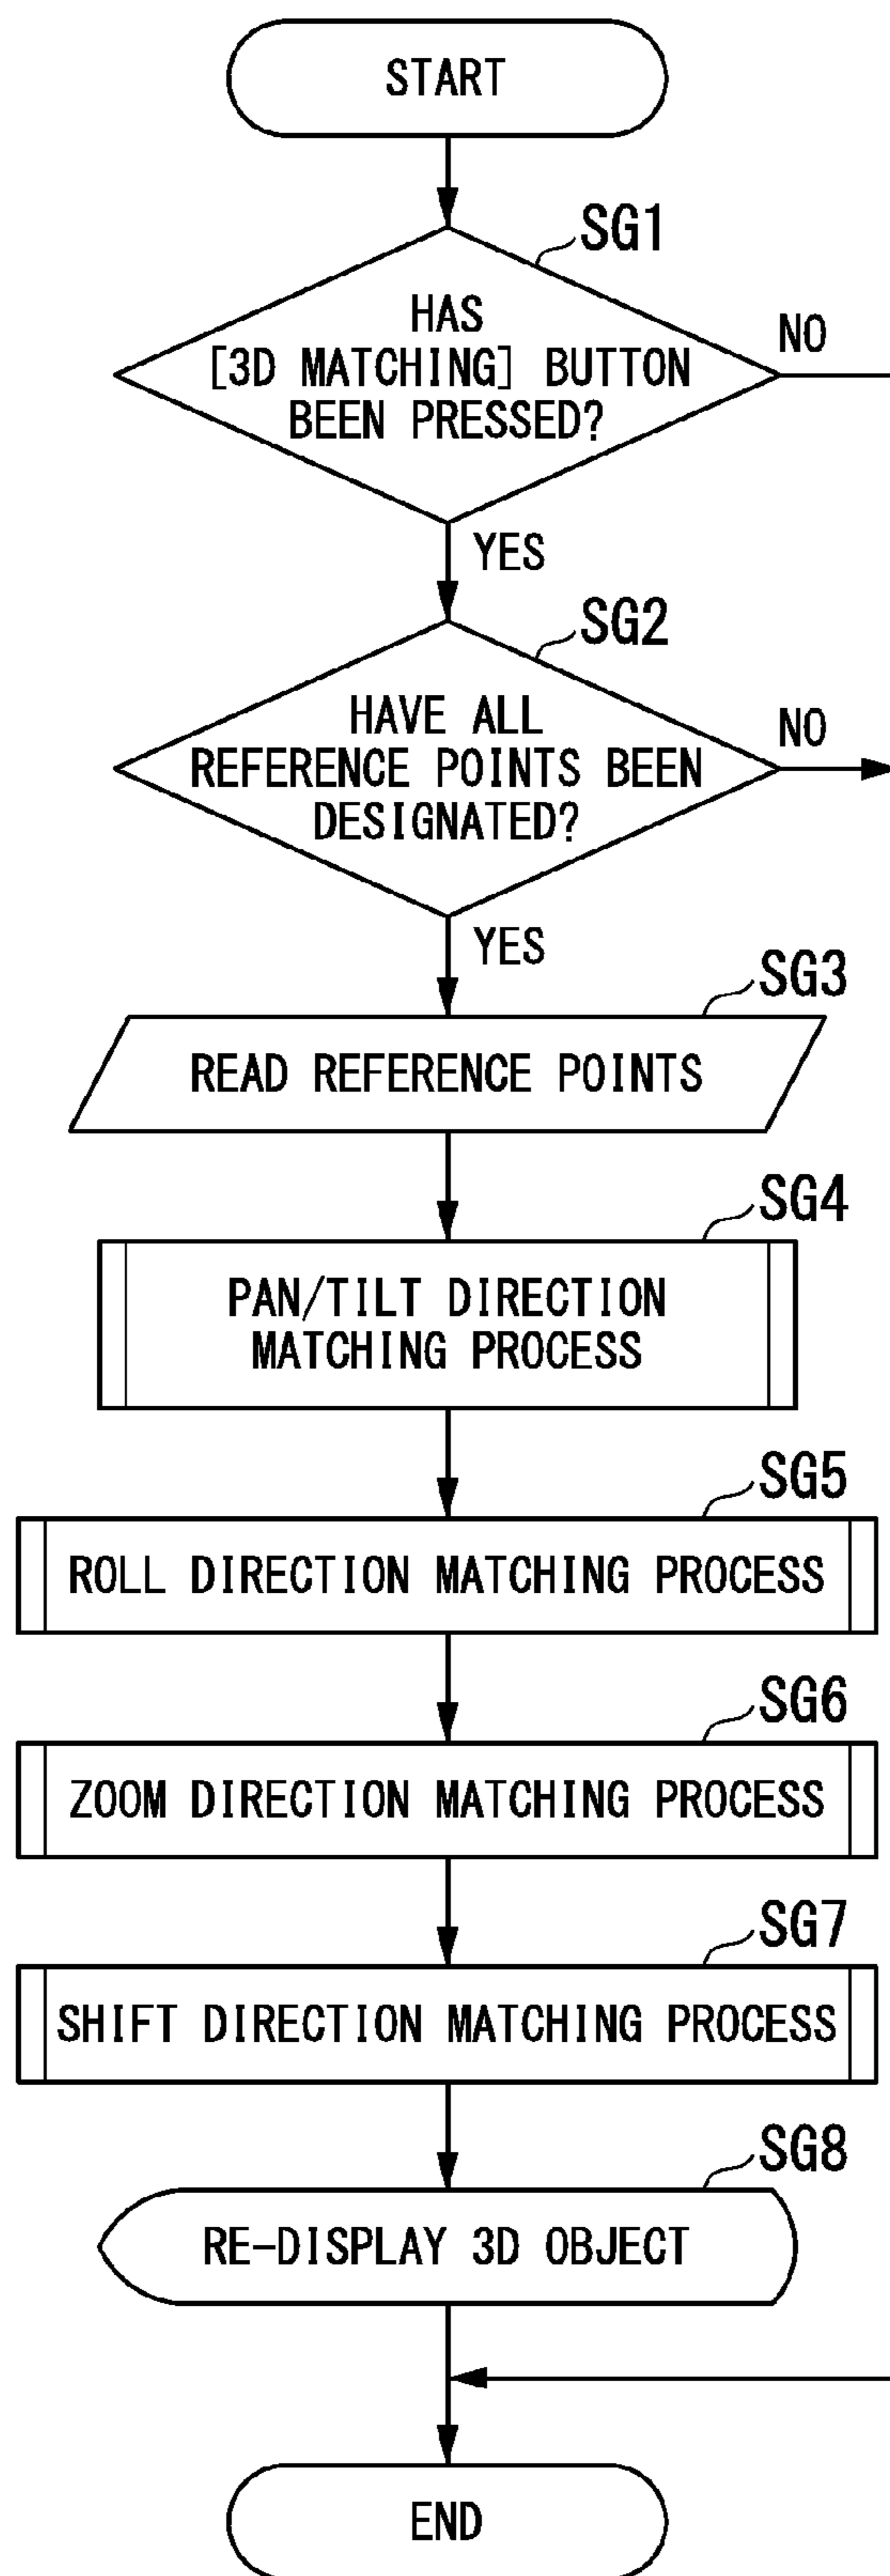 START
SG1
HAS
[3D MATCHING] BUTTON
BEEN PRESSED?
NO
YES
SG2
HAVE ALL
REFERENCE POINTS BEEN
DESIGNATED?
NO
YES
SG3
READ REFERENCE POINTS
SG4
PAN/TILT DIRECTION
MATCHING PROCESS
SG5
ROLL DIRECTION MATCHING PROCESS
SG6
ZOOM DIRECTION MATCHING PROCESS
SG7
SHIFT DIRECTION MATCHING PROCESS
SG8
RE-DISPLAY 3D OBJECT
END